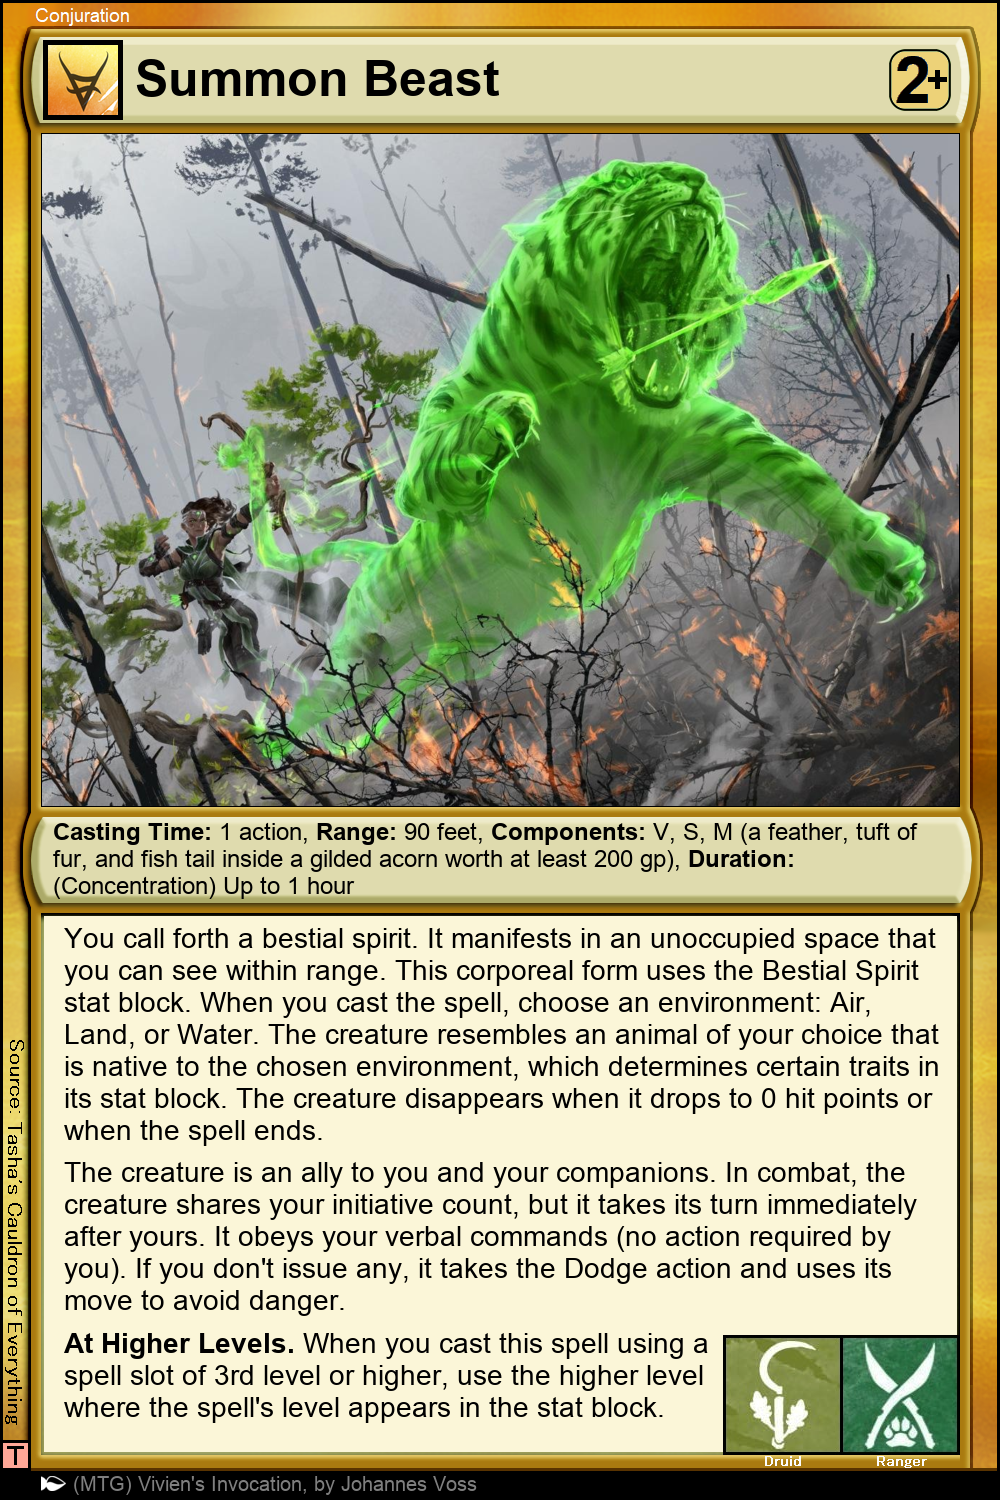 Conjuration
Summon Beast
2+
Casting Time: 1 action, Range: 90 feet, Components: V, S, M (a feather, tuft of
fur, and fish tail inside a gilded acorn worth at least 200 gp), Duration:
(Concentration) Up to 1 hour
You call forth a bestial spirit. It manifests in an unoccupied space that
you can see within range. This corporeal form uses the Bestial Spirit
stat block. When you cast the spell, choose an environment: Air,
Land, or Water. The creature resembles an animal of your choice that
is native to the chosen environment, which determines certain traits in
its stat block. The creature disappears when it drops to 0 hit points or
when the spell ends.
The creature is an ally to you and your companions. In combat, the
creature shares your initiative count, but it takes its turn immediately
after yours. It obeys your verbal commands (no action required by
you). If you don't issue any, it takes the Dodge action and uses its
move to avoid danger.
At Higher Levels. When you cast this spell using a
spell slot of 3rd level or higher, use the higher level
where the spell's level appears in the stat block.
Druid
Ranger
Source: Tasha's Cauldron of Everything
T
(MTG) Vivien's Invocation, by Johannes Voss